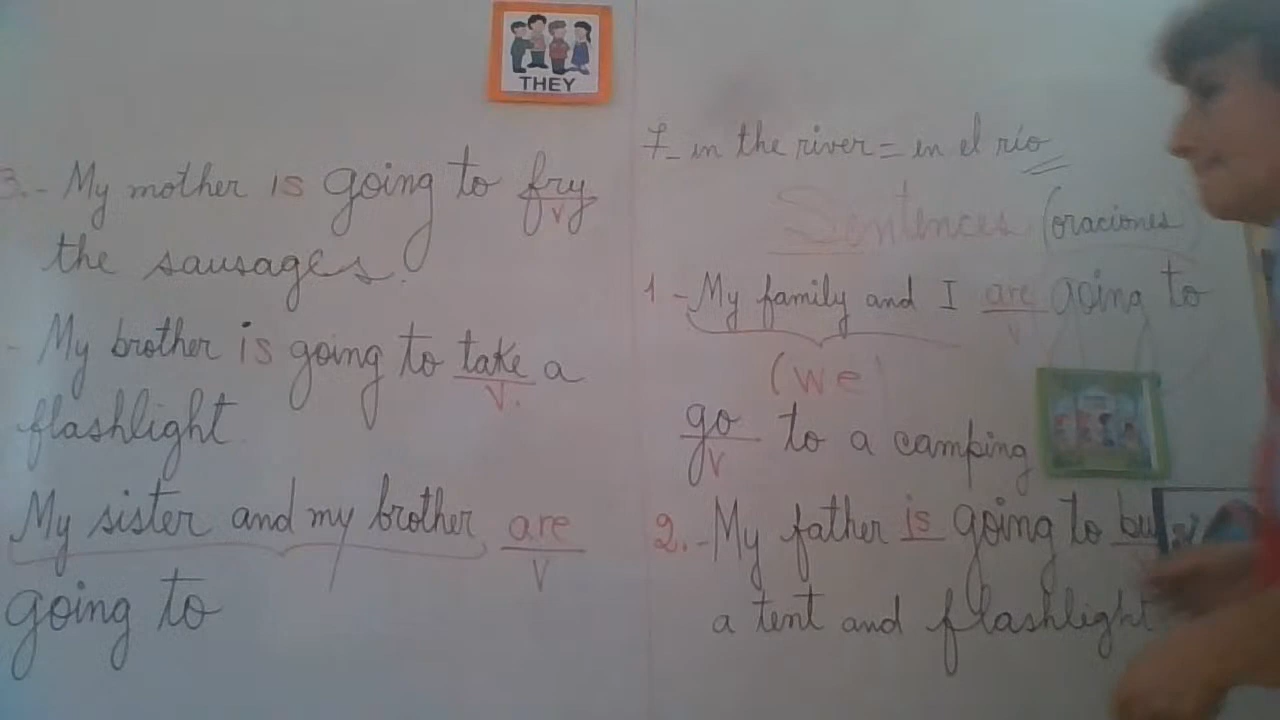 THEY
3.- My mother is going to fry
v
the sausages.
- My brother is going to take a
v.
flashlight
My sister and my brother are
v
going to
7- in the river = en el río
Sentences (oraciones
1 - My family and I are going to
v
(We)
go to a camping
v
2.- My father is going to
a tent and flashlight